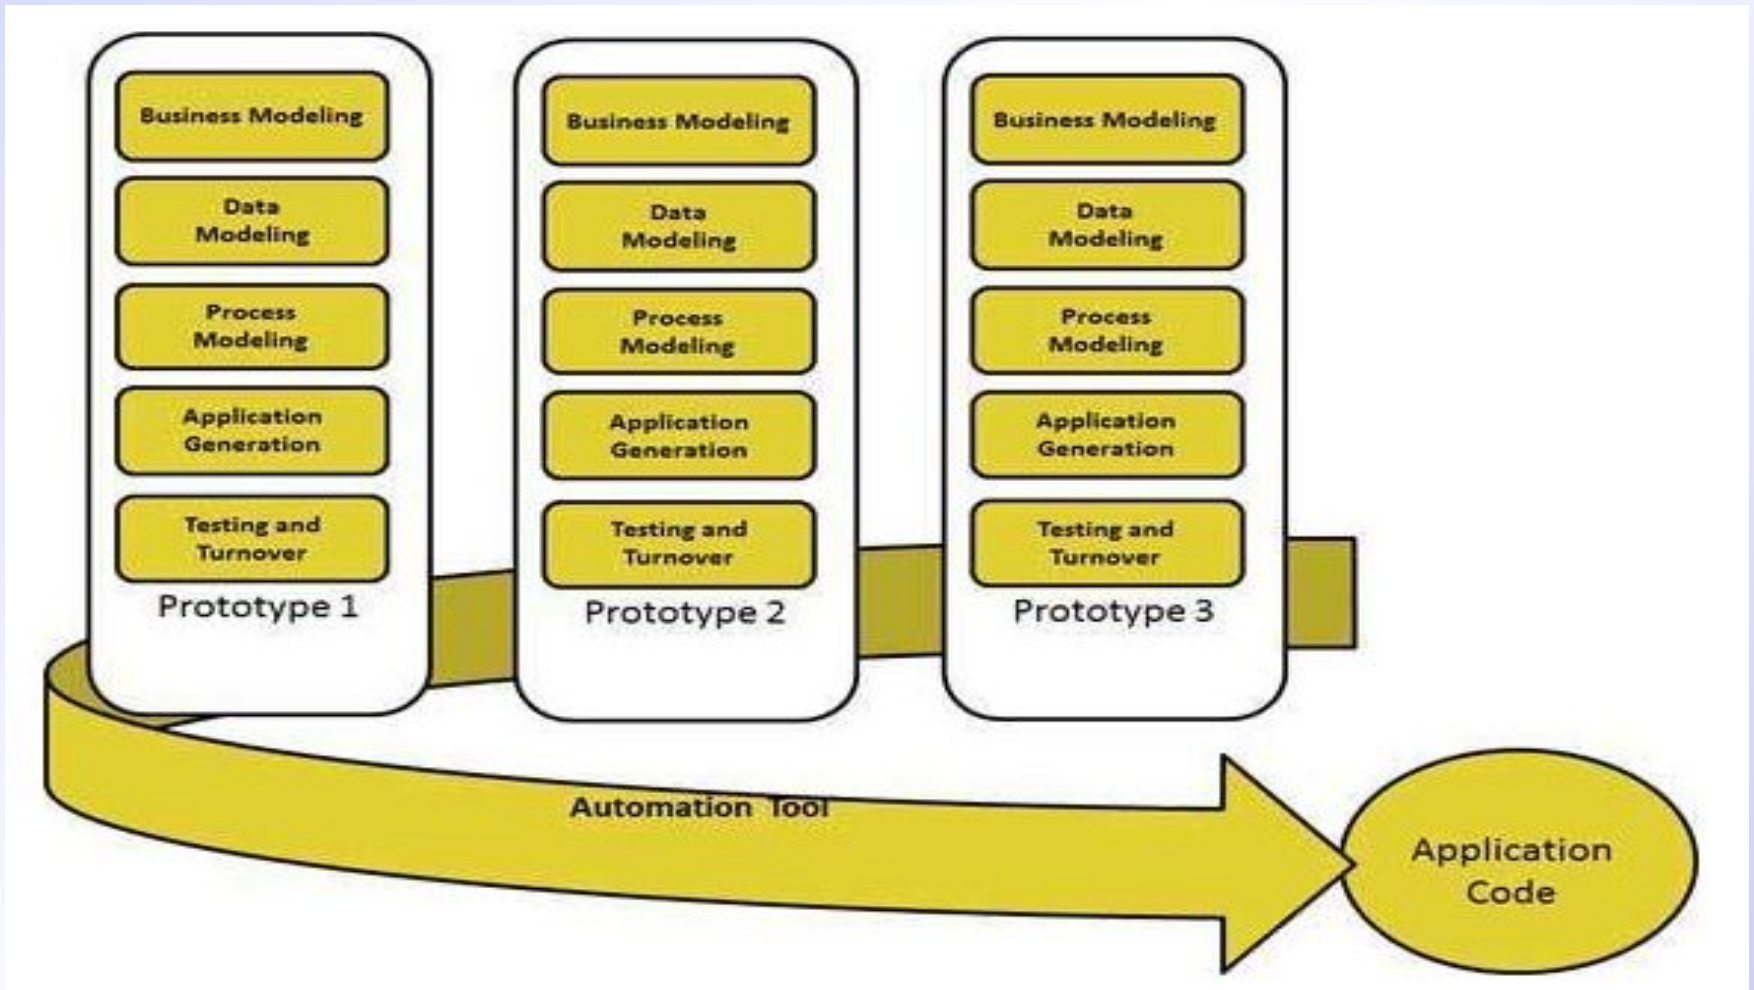 Business Modeling
Data
Modeling
Process
Modeling
Application
Generation
Testing and
Turnover
Prototype 1
Business Modeling
Data
Modeling
Process
Modeling
Application
Generation
Testing and
Turnover
Prototype 2
Business Modeling
Data
Modeling
Process
Modeling
Application
Generation
Testing and
Turnover
Prototype 3
Automation Tool
Application
Code